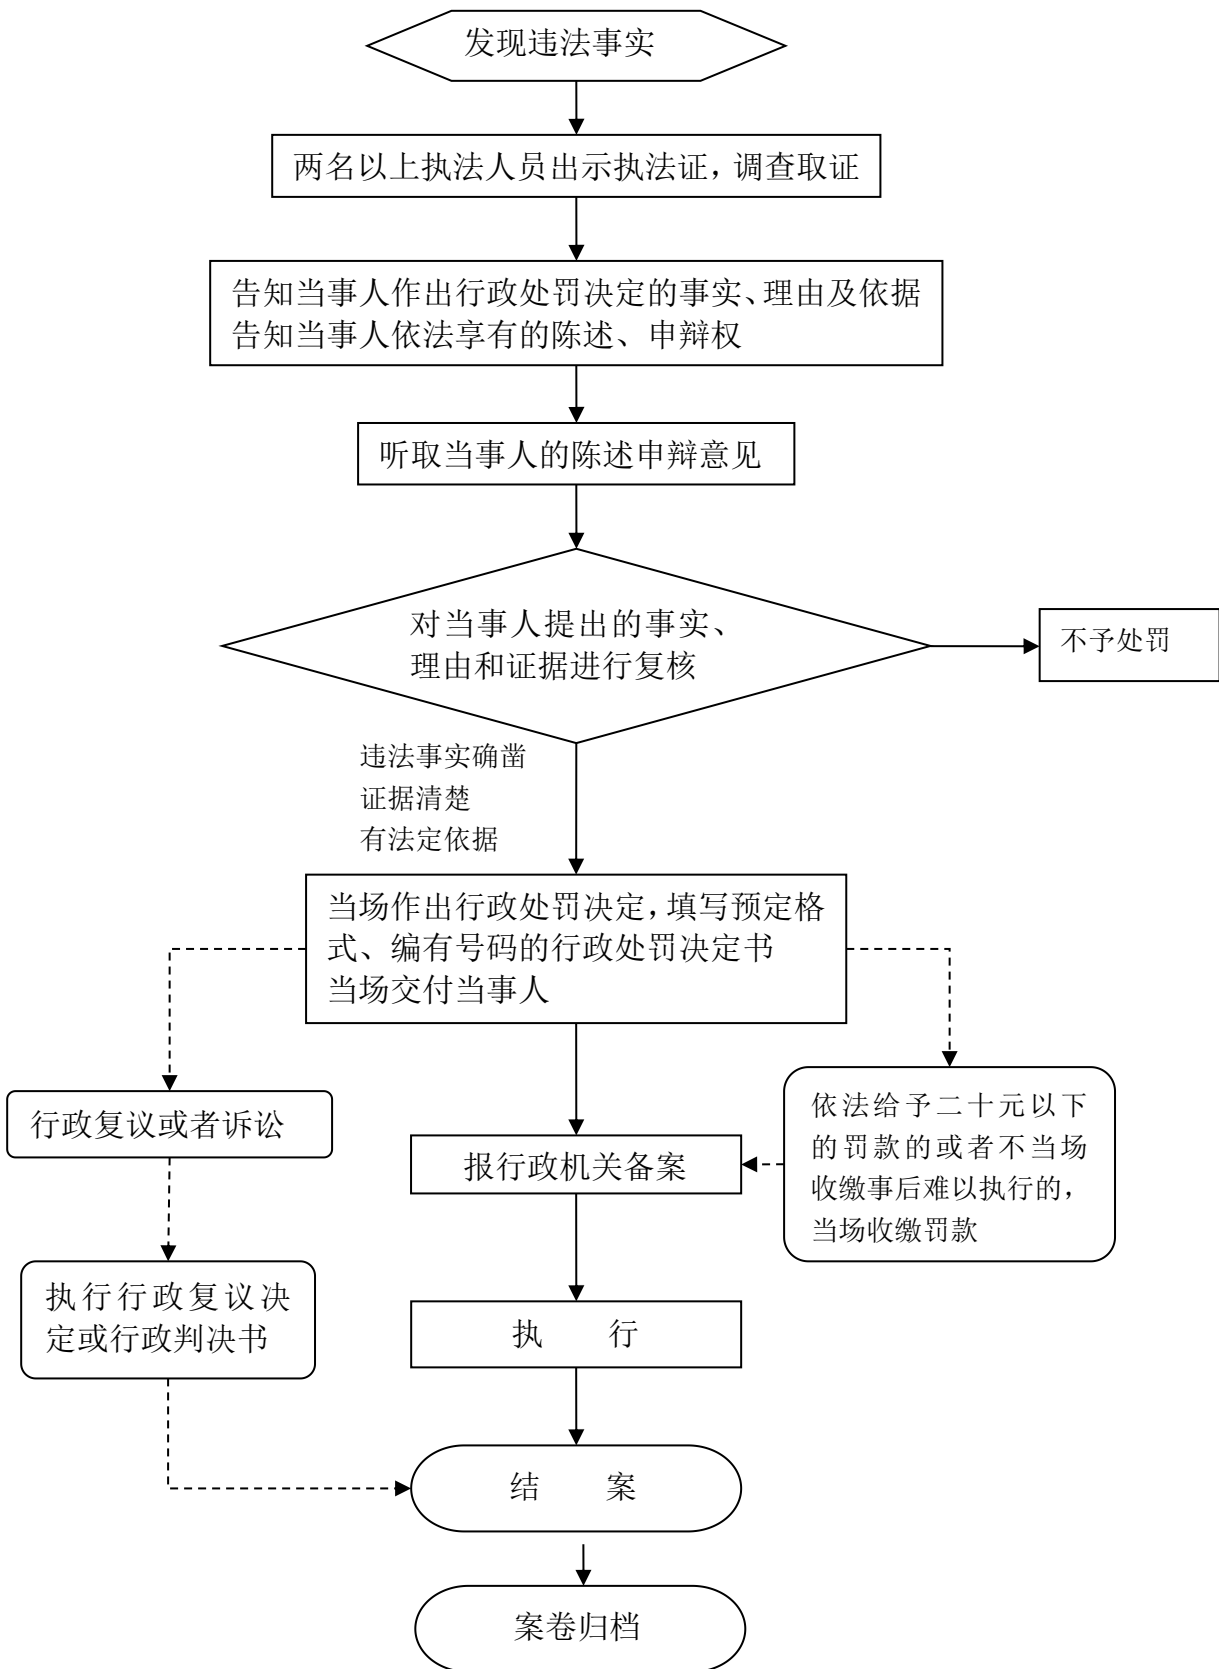 发现违法事实
两名以上执法人员出示执法证，调查取证
告知当事人作出行政处罚决定的事实、理由及依据
告知当事人依法享有的陈述、申辩权
听取当事人的陈述申辩意见
对当事人提出的事实、
理由和证据进行复核
不予处罚
违法事实确凿
证据清楚
有法定依据
当场作出行政处罚决定，填写预定格
式、编有号码的行政处罚决定书
当场交付当事人
行政复议或者诉讼
报行政机关备案
依法给予二十元以下
的罚款的或者不当场
收缴事后难以执行的，
当场收缴罚款
执行行政复议决
定或行政判决书
执 行
结 案
案卷归档